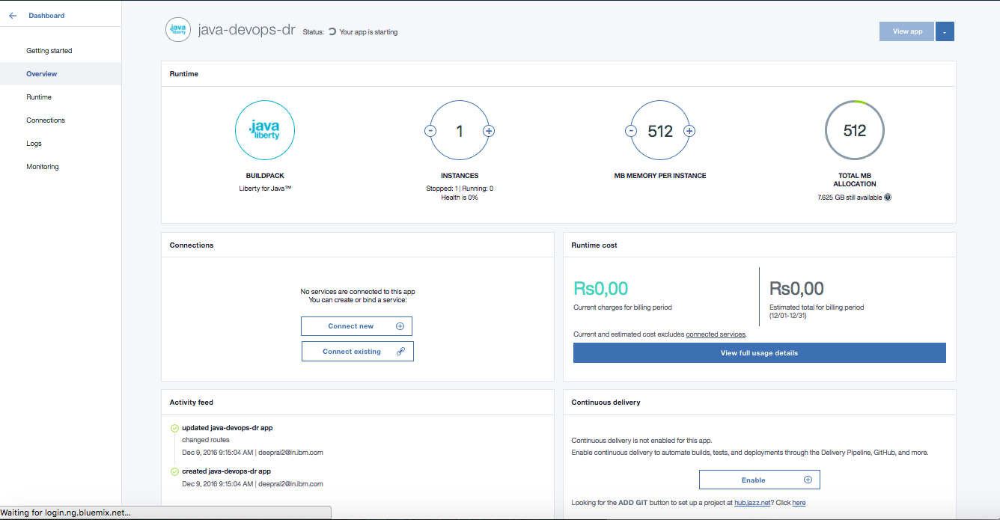 Dashboard
Getting started
Overview
Runtime
Connections
Logs
Monitoring
java
liberty
java-devops-dr
Status: Your app is starting
View app
Runtime
.java
liberty
BUILDPACK
Liberty for Java™
- 1 +
INSTANCES
Stopped: 1 | Running: 0
Health is 0%
- 512 +
MB MEMORY PER INSTANCE
512
TOTAL MB
ALLOCATION
7.625 GB still available ?
Connections
No services are connected to this app
You can create or bind a service:
Connect new
Connect existing
Runtime cost
Rs0,00
Current charges for billing period
Rs0,00
Estimated total for billing period
(12/01-12/31)
Current and estimated cost excludes connected services.
View full usage details
Activity feed
updated java-devops-dr app
changed routes
Dec 9, 2016 9:15:04 AM | deeprai2@in.ibm.com
created java-devops-dr app
Dec 9, 2016 9:15:04 AM | deeprai2@in.ibm.com
Continuous delivery
Continuous delivery is not enabled for this app.
Enable continuous delivery to automate builds, tests, and deployments through the Delivery Pipeline, GitHub, and more.
Enable
Looking for the ADD GIT button to set up a project at hub.jazz.net? Click here
Waiting for login.ng.bluemix.net...